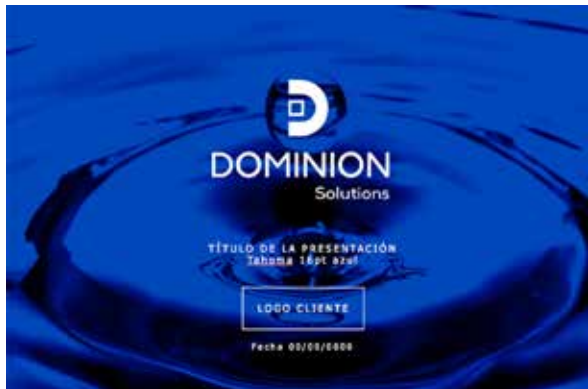 DOMINION
Solutions
TÍTULO DE LA PRESENTACIÓN
Tahoma 16pt azul
LOGO CLIENTE
Fecha 00/00/0000